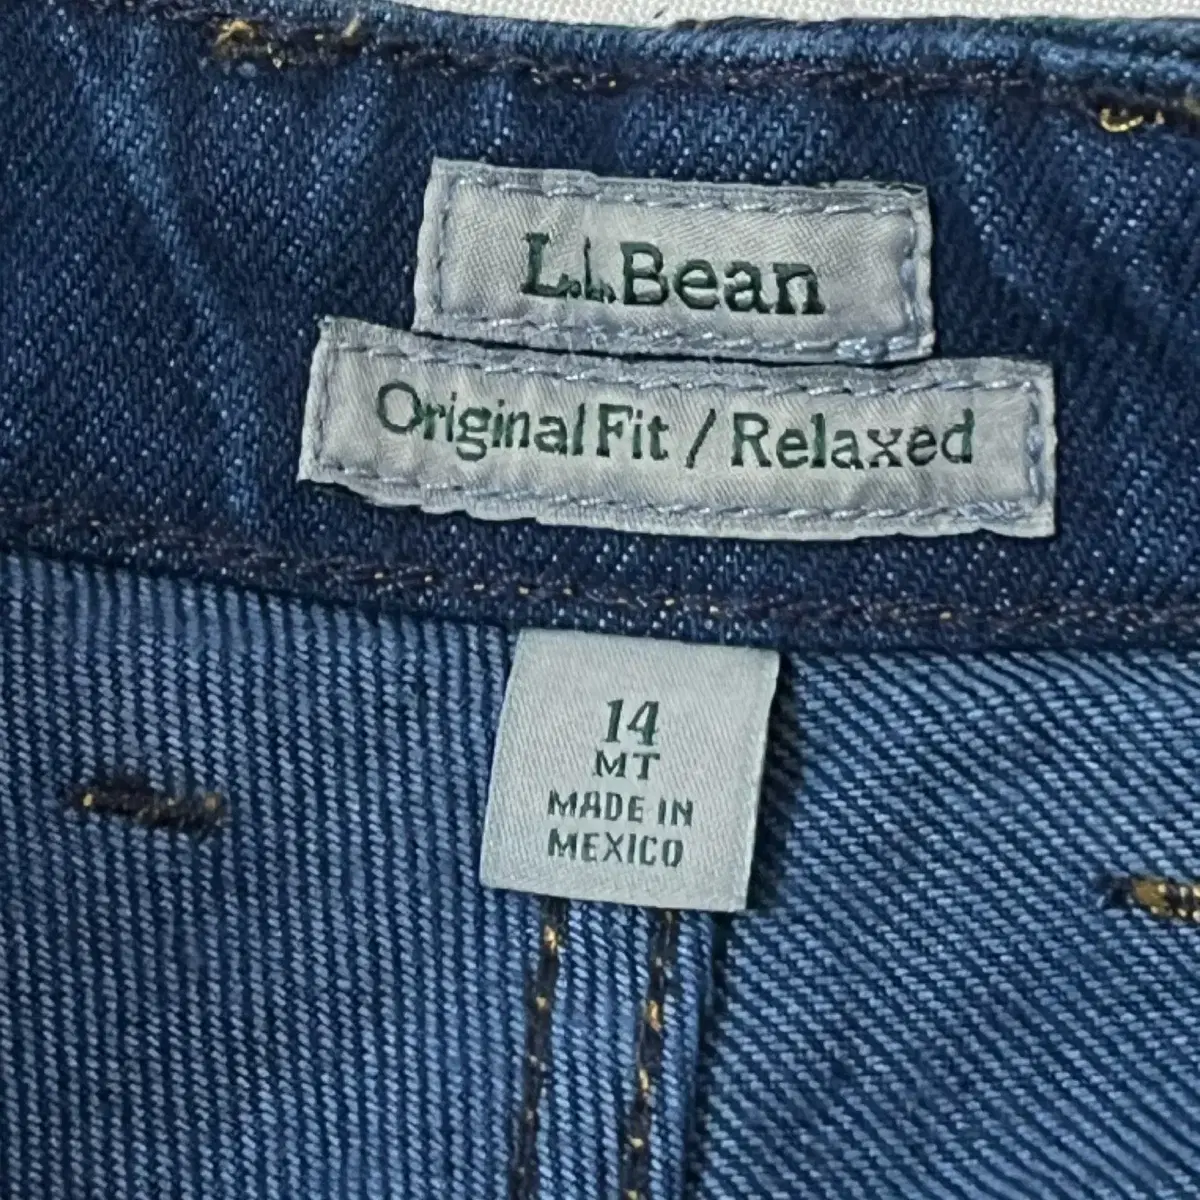 L.L.Bean
Original Fit / Relaxed
14
MT
MADE IN
MEXICO